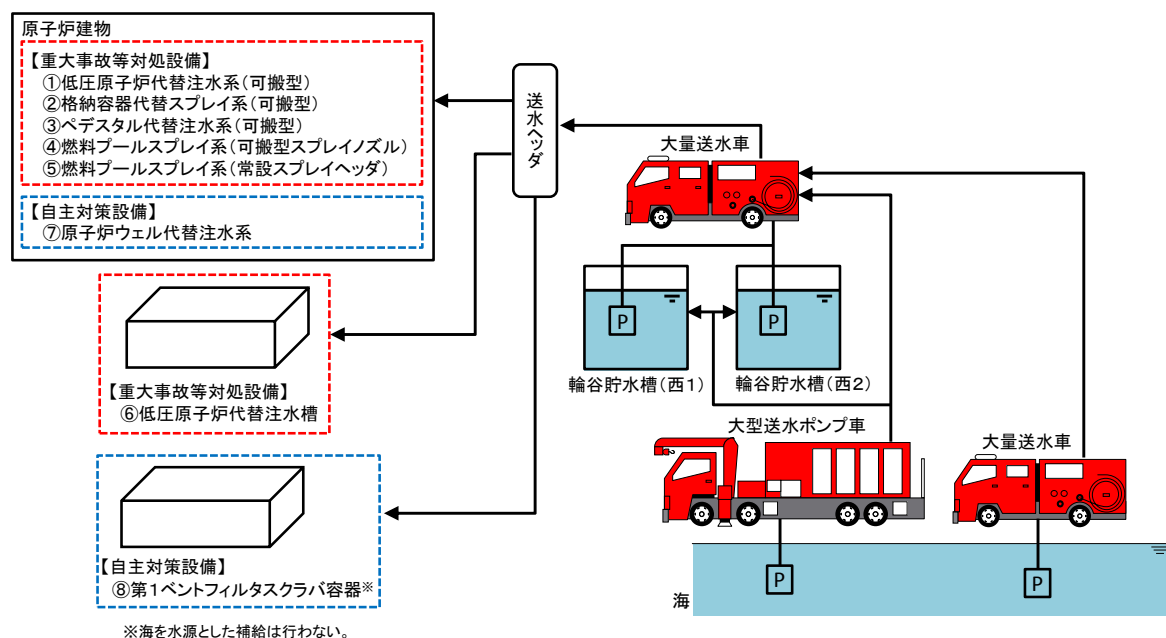 原子炉建物
【重大事故等対処設備】
①低圧原子炉代替注水系(可搬型)
②格納容器代替スプレイ系(可搬型)
③ペデスタル代替注水系(可搬型)
④燃料プールスプレイ系(可搬型スプレイノズル)
⑤燃料プールスプレイ系(常設スプレイヘッダ)
【自主対策設備】
⑦原子炉ウェル代替注水系
送水ヘッダ
大量送水車
P
P
輪谷貯水槽(西1)
輪谷貯水槽(西2)
【重大事故等対処設備】
⑥低圧原子炉代替注水槽
大型送水ポンプ車
大量送水車
P
P
海
【自主対策設備】
⑧第1ベントフィルタスクラバ容器※
※海を水源とした補給は行わない。